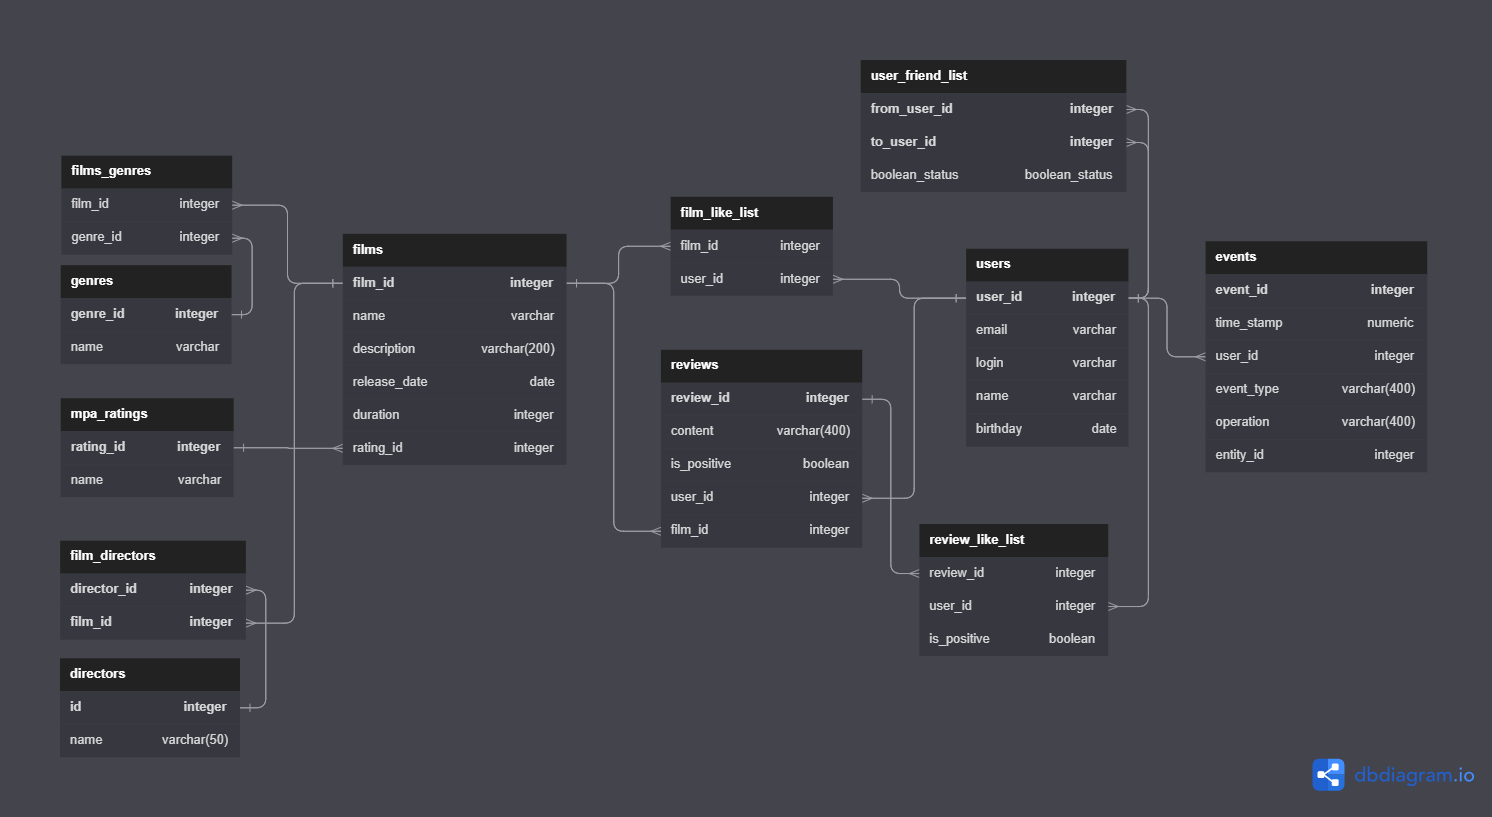 user_friend_list
from_user_id integer
to_user_id integer
boolean_status boolean_status
films_genres
film_id integer
genre_id integer
genres
genre_id integer
name varchar
mpa_ratings
rating_id integer
name varchar
film_directors
director_id integer
film_id integer
directors
id integer
name varchar(50)
films
film_id integer
name varchar
description varchar(200)
release_date date
duration integer
rating_id integer
film_like_list
film_id integer
user_id integer
reviews
review_id integer
content varchar(400)
is_positive boolean
user_id integer
film_id integer
users
user_id integer
email varchar
login varchar
name varchar
birthday date
review_like_list
review_id integer
user_id integer
is_positive boolean
events
event_id integer
time_stamp numeric
user_id integer
event_type varchar(400)
operation varchar(400)
entity_id integer
dbdiagram.io